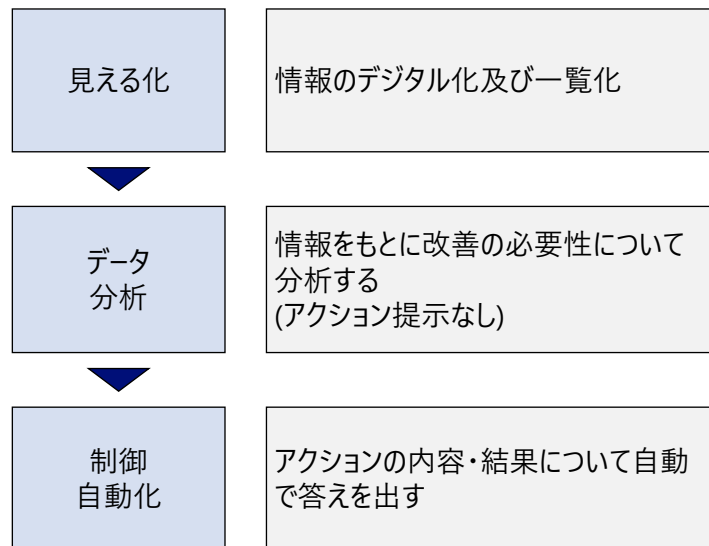 見える化
情報のデジタル化及び一覧化
データ
分析
情報をもとに改善の必要性について
分析する
(アクション提示なし)
制御
自動化
アクションの内容・結果について自動
で答えを出す